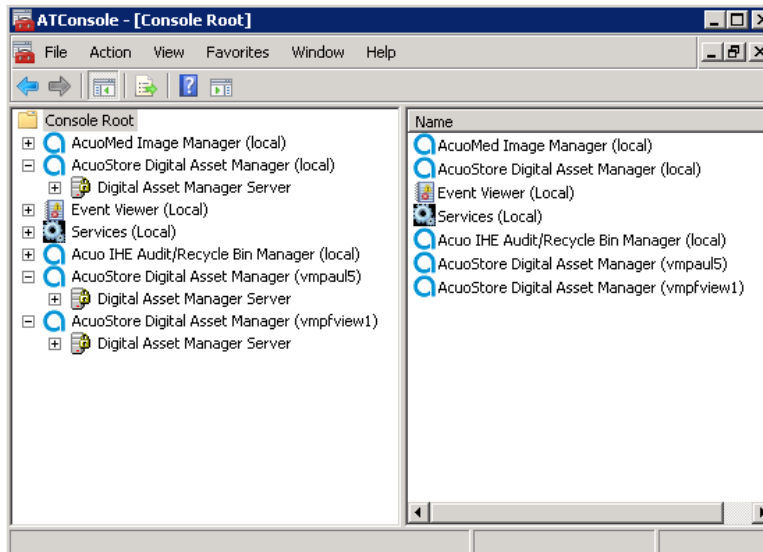 ATConsole - [Console Root]
File Action View Favorites Window Help
Console Root
AcuoMed Image Manager (local)
AcuoStore Digital Asset Manager (local)
Digital Asset Manager Server
Event Viewer (Local)
Services (Local)
Acuo IHE Audit/Recycle Bin Manager (local)
AcuoStore Digital Asset Manager (vmpaul5)
Digital Asset Manager Server
AcuoStore Digital Asset Manager (vmpfview1)
Digital Asset Manager Server
Name
AcuoMed Image Manager (local)
AcuoStore Digital Asset Manager (local)
Event Viewer (Local)
Services (Local)
Acuo IHE Audit/Recycle Bin Manager (local)
AcuoStore Digital Asset Manager (vmpaul5)
AcuoStore Digital Asset Manager (vmpfview1)